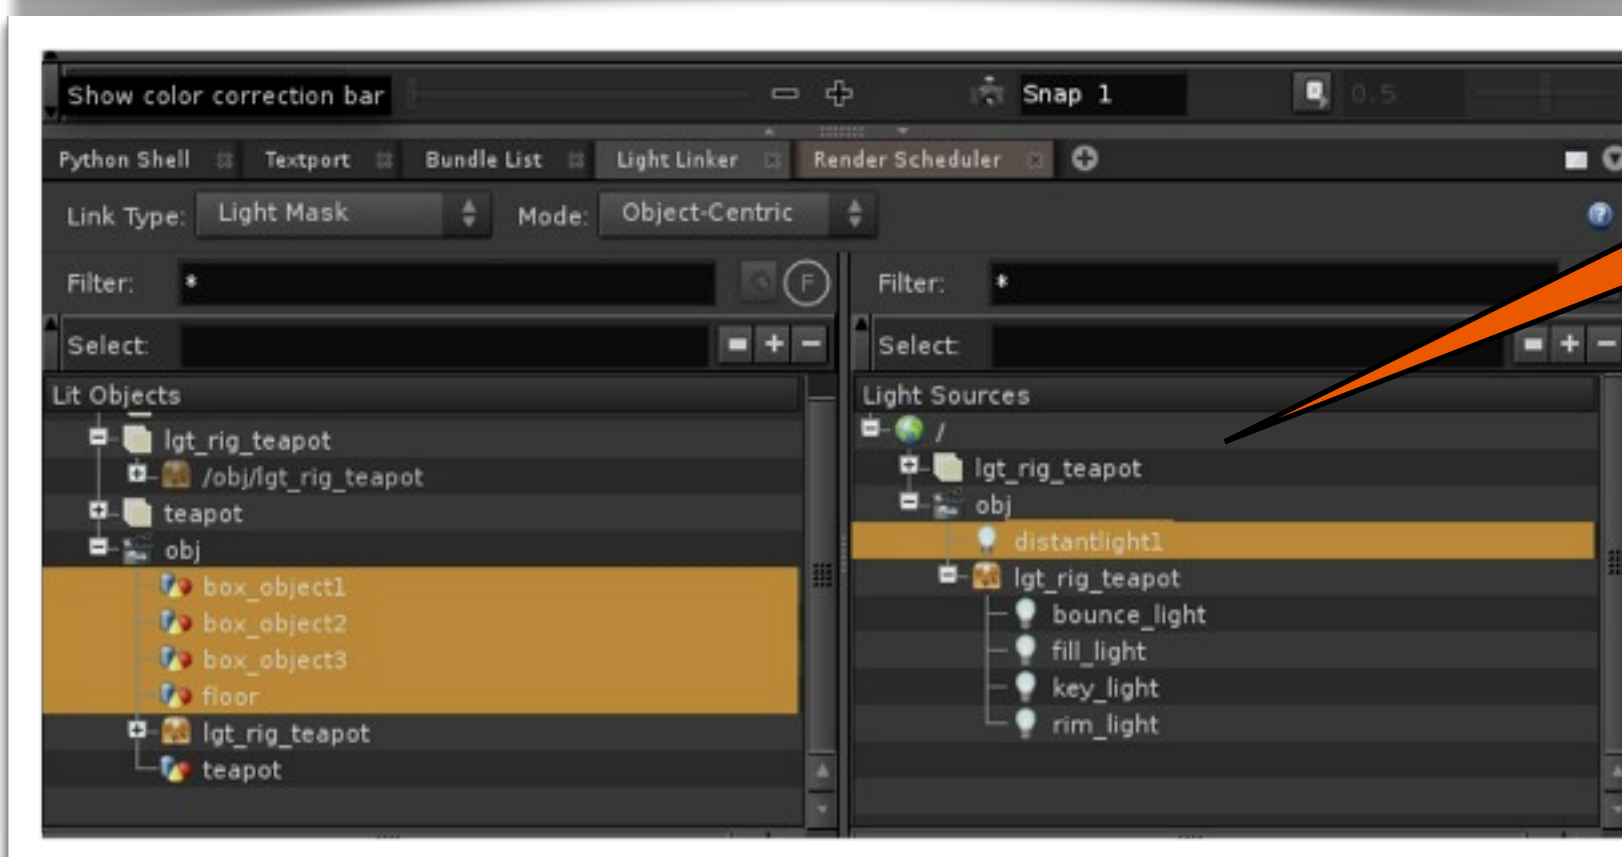 Show color correction bar
Snap 1
0.5
Python Shell
Textport
Bundle List
Light Linker
Render Scheduler
Link Type: Light Mask
Mode: Object-Centric
Filter: *
F
Filter: *
Select:
Select:
Lit Objects
lgt_rig_teapot
/obj/lgt_rig_teapot
teapot
obj
box_object1
box_object2
box_object3
floor
lgt_rig_teapot
teapot
Light Sources
/
lgt_rig_teapot
obj
distantlight1
lgt_rig_teapot
bounce_light
fill_light
key_light
rim_light